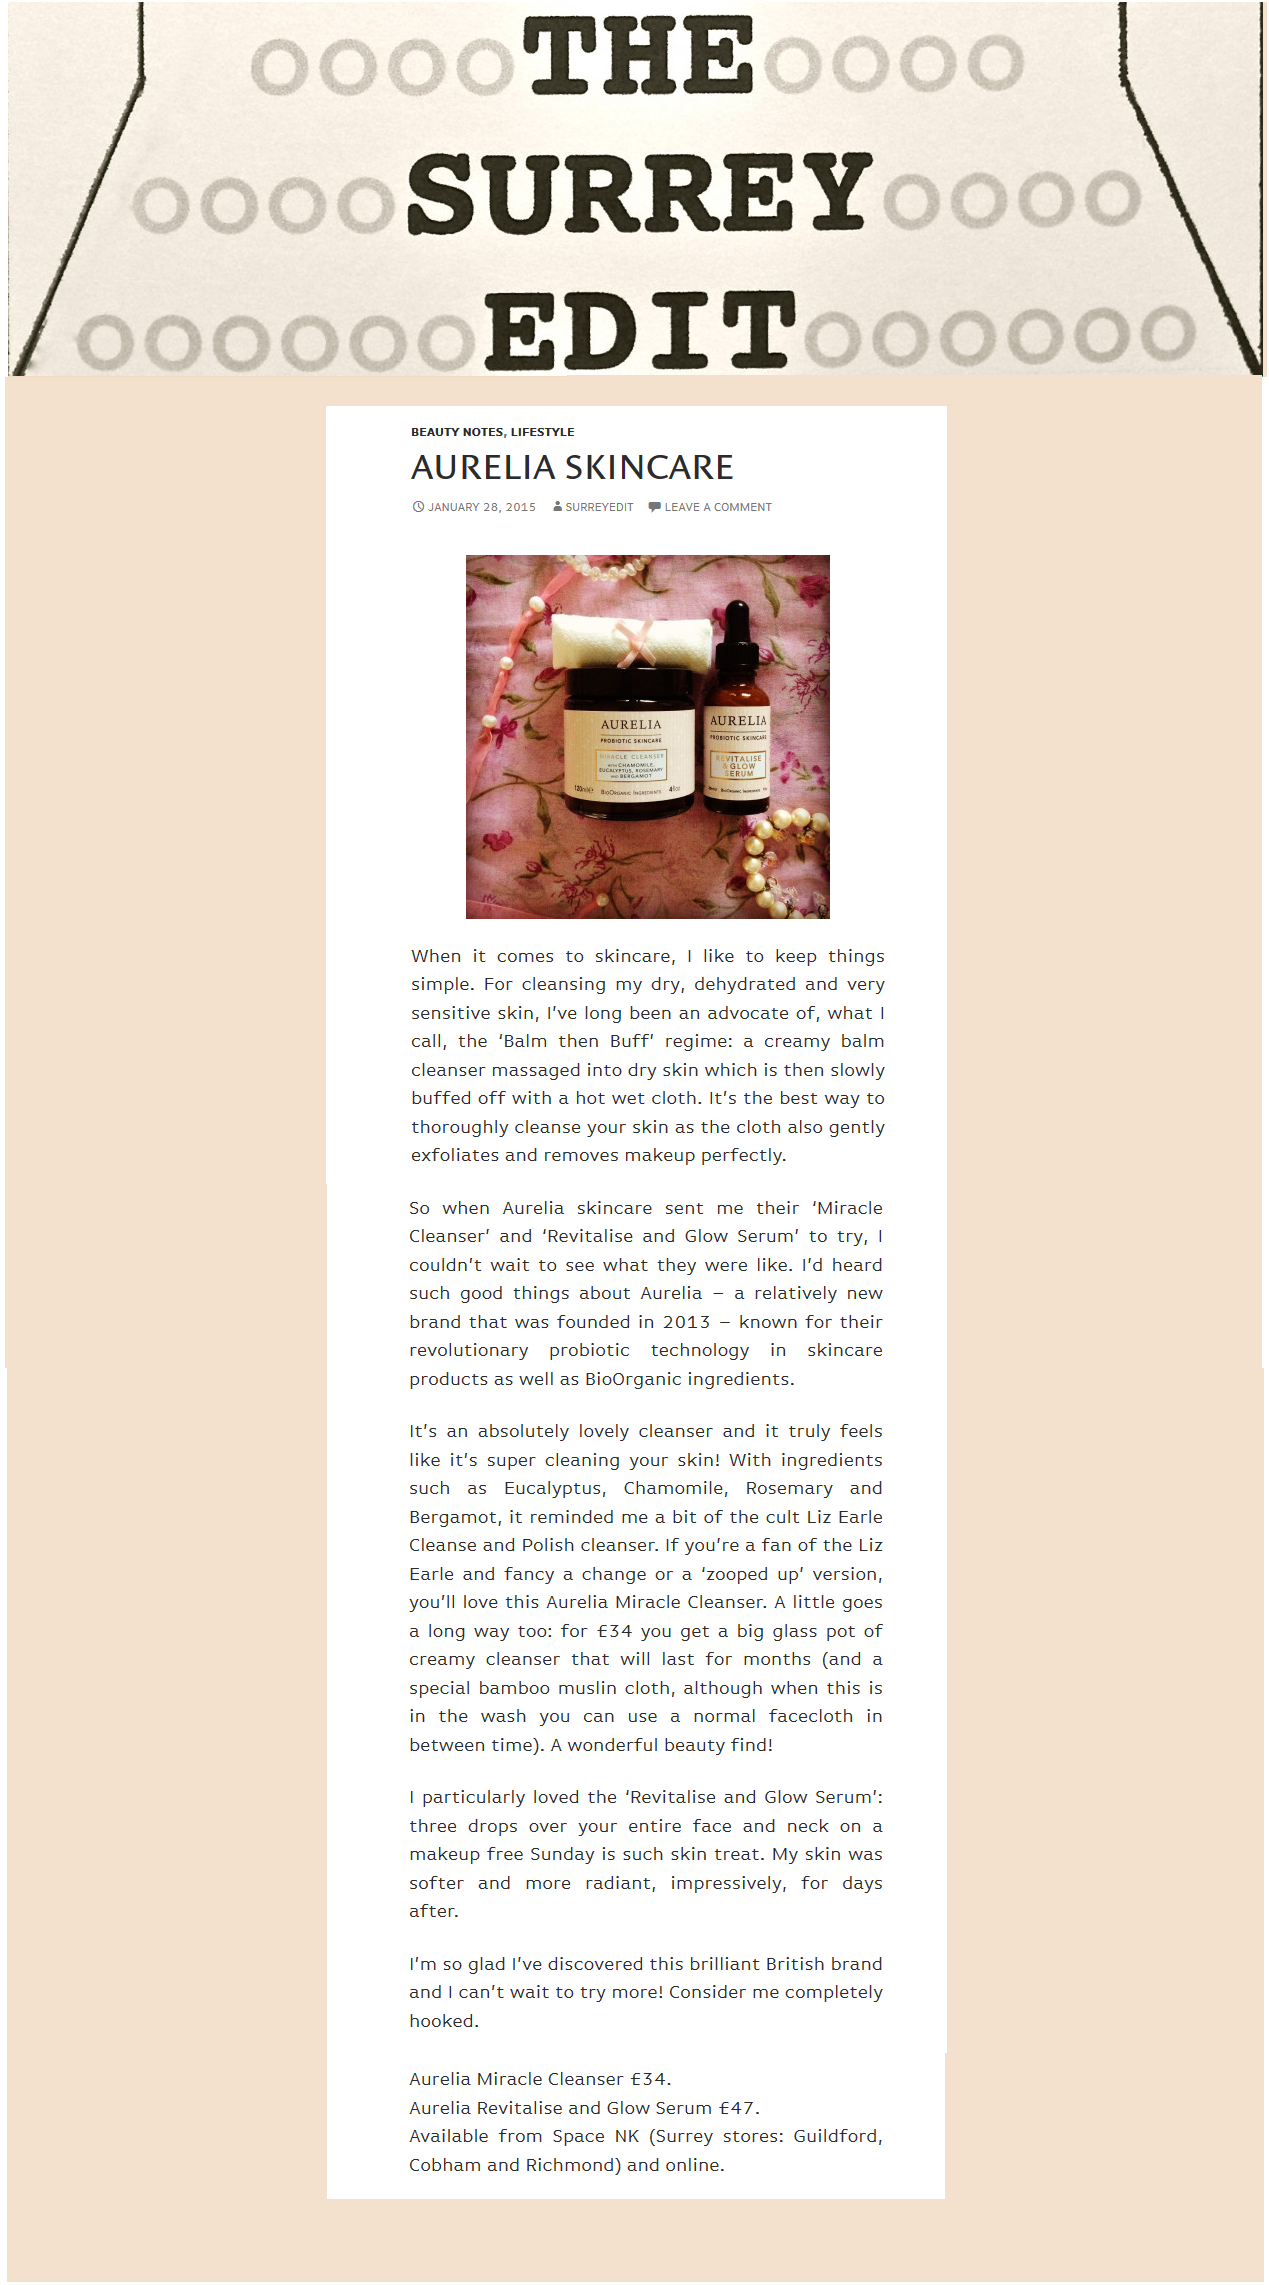 THE
SURREY
EDIT
BEAUTY NOTES, LIFESTYLE
AURELIA SKINCARE
JANUARY 28, 2015 SURREYEDIT LEAVE A COMMENT
AURELIA
PROBIOTIC SKINCARE
MIRACLE CLEANSER
WITH CHAMOMILE,
EUCALYPTUS, ROSEMARY
AND BERGAMOT
120ml℮ BIOORGANIC INGREDIENTS 4floz
AURELIA
PROBIOTIC SKINCARE
REVITALISE
& GLOW
SERUM
BIOORGANIC INGREDIENTS
When it comes to skincare, I like to keep things
simple. For cleansing my dry, dehydrated and very
sensitive skin, I’ve long been an advocate of, what I
call, the ‘Balm then Buff’ regime: a creamy balm
cleanser massaged into dry skin which is then slowly
buffed off with a hot wet cloth. It’s the best way to
thoroughly cleanse your skin as the cloth also gently
exfoliates and removes makeup perfectly.
So when Aurelia skincare sent me their ‘Miracle
Cleanser’ and ‘Revitalise and Glow Serum’ to try, I
couldn’t wait to see what they were like. I’d heard
such good things about Aurelia – a relatively new
brand that was founded in 2013 – known for their
revolutionary probiotic technology in skincare
products as well as BioOrganic ingredients.
It’s an absolutely lovely cleanser and it truly feels
like it’s super cleaning your skin! With ingredients
such as Eucalyptus, Chamomile, Rosemary and
Bergamot, it reminded me a bit of the cult Liz Earle
Cleanse and Polish cleanser. If you’re a fan of the Liz
Earle and fancy a change or a ‘zooped up’ version,
you’ll love this Aurelia Miracle Cleanser. A little goes
a long way too: for £34 you get a big glass pot of
creamy cleanser that will last for months (and a
special bamboo muslin cloth, although when this is
in the wash you can use a normal facecloth in
between time). A wonderful beauty find!
I particularly loved the ‘Revitalise and Glow Serum’:
three drops over your entire face and neck on a
makeup free Sunday is such skin treat. My skin was
softer and more radiant, impressively, for days
after.
I’m so glad I’ve discovered this brilliant British brand
and I can’t wait to try more! Consider me completely
hooked.
Aurelia Miracle Cleanser £34.
Aurelia Revitalise and Glow Serum £47.
Available from Space NK (Surrey stores: Guildford,
Cobham and Richmond) and online.